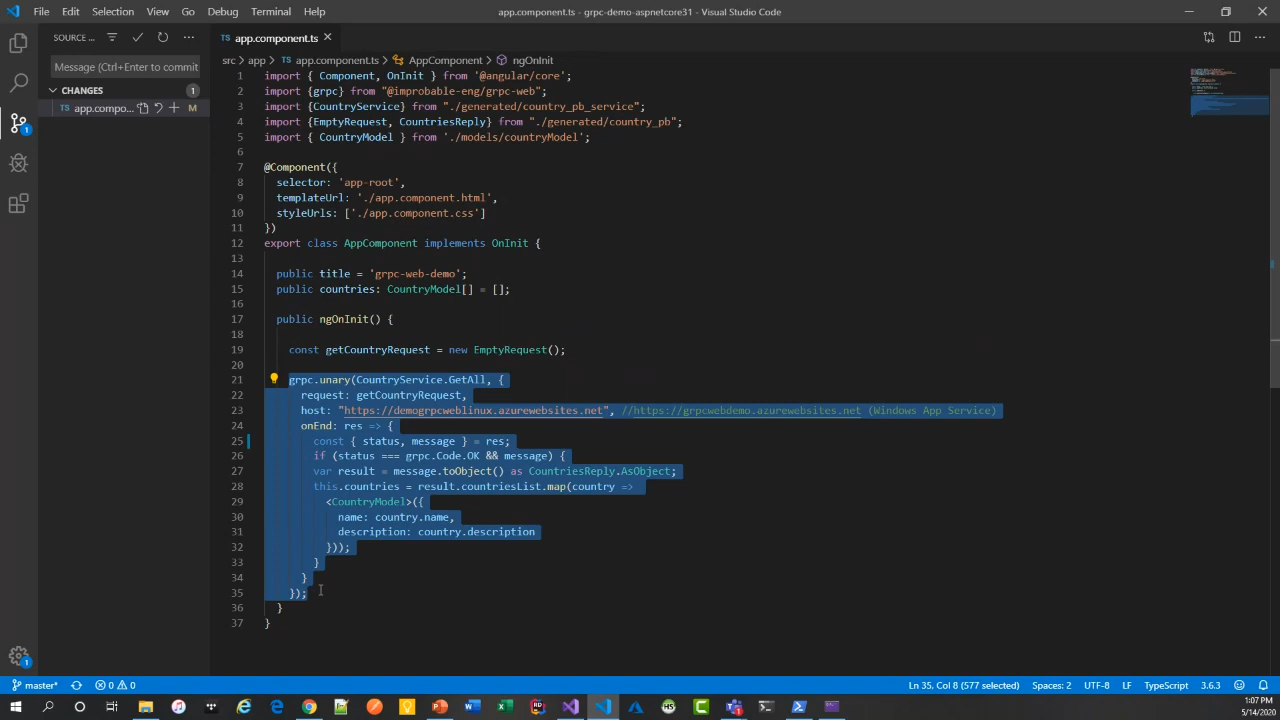 File Edit Selection View Go Debug Terminal Help
app.component.ts - grpc-demo-aspnetcore31 - Visual Studio Code
SOURCE ...
TS app.component.ts
Message (Ctrl+Enter to commit
CHANGES 1
TS app.compo... M
1
src › app › TS app.component.ts › AppComponent › ngOnInit
1 import { Component, OnInit } from '@angular/core';
2 import {grpc} from "@improbable-eng/grpc-web";
3 import {CountryService} from "./generated/country_pb_service";
4 import {EmptyRequest, CountriesReply} from "./generated/country_pb";
5 import { CountryModel } from './models/countryModel';
6
7 @Component({
8 selector: 'app-root',
9 templateUrl: './app.component.html',
10 styleUrls: ['./app.component.css']
11 })
12 export class AppComponent implements OnInit {
13
14 public title = 'grpc-web-demo';
15 public countries: CountryModel[] = [];
16
17 public ngOnInit() {
18
19 const getCountryRequest = new EmptyRequest();
20
21 grpc.unary(CountryService.GetAll, {
22 request: getCountryRequest,
23 host: "https://demogrpcweblinux.azurewebsites.net", //https://grpcwebdemo.azurewebsites.net (Windows App Service)
24 onEnd: res => {
25 const { status, message } = res;
26 if (status === grpc.Code.OK && message) {
27 var result = message.toObject() as CountriesReply.AsObject;
28 this.countries = result.countriesList.map(country =>
29 <CountryModel>({
30 name: country.name,
31 description: country.description
32 }));
33 }
34 }
35 });
36 }
37 }
1
master* 0 0 Ln 35, Col 8 (577 selected) Spaces: 2 UTF-8 LF TypeScript 3.6.3
1:07 PM
5/14/2020